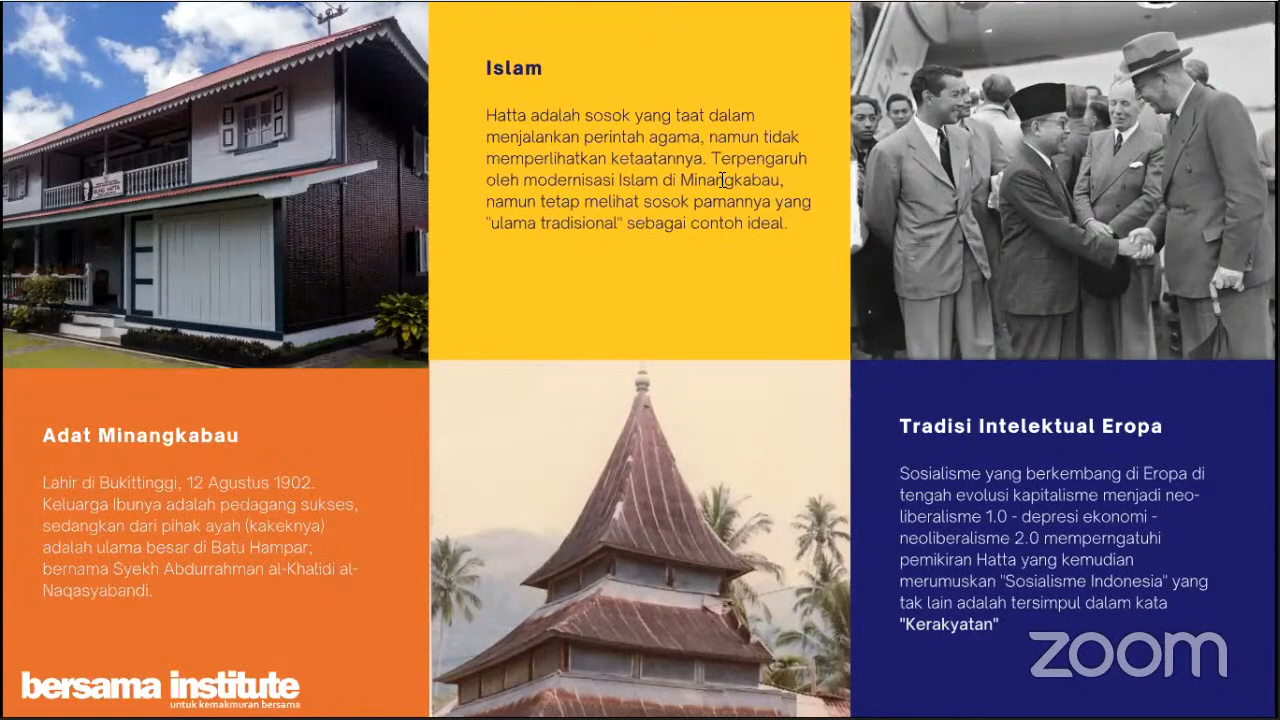 Islam
Hatta adalah sosok yang taat dalam
menjalankan perintah agama, namun tidak
memperlihatkan ketaatannya. Terpengaruh
oleh modernisasi Islam di Minangkabau,
namun tetap melihat sosok pamannya yang
"ulama tradisional" sebagai contoh ideal.
Adat Minangkabau
Lahir di Bukittinggi, 12 Agustus 1902.
Keluarga Ibunya adalah pedagang sukses,
sedangkan dari pihak ayah (kakeknya)
adalah ulama besar di Batu Hampar;
bernama Syekh Abdurrahman al-Khalidi al-
Naqasyabandi.
Tradisi Intelektual Eropa
Sosialisme yang berkembang di Eropa di
tengah evolusi kapitalisme menjadi neo-
liberalisme 1.0 - depresi ekonomi -
neoliberalisme 2.0 memperngatuhi
pemikiran Hatta yang kemudian
merumuskan "Sosialisme Indonesia" yang
tak lain adalah tersimpul dalam kata
"Kerakyatan"
zoom
bersama institute
untuk kemakmuran bersama